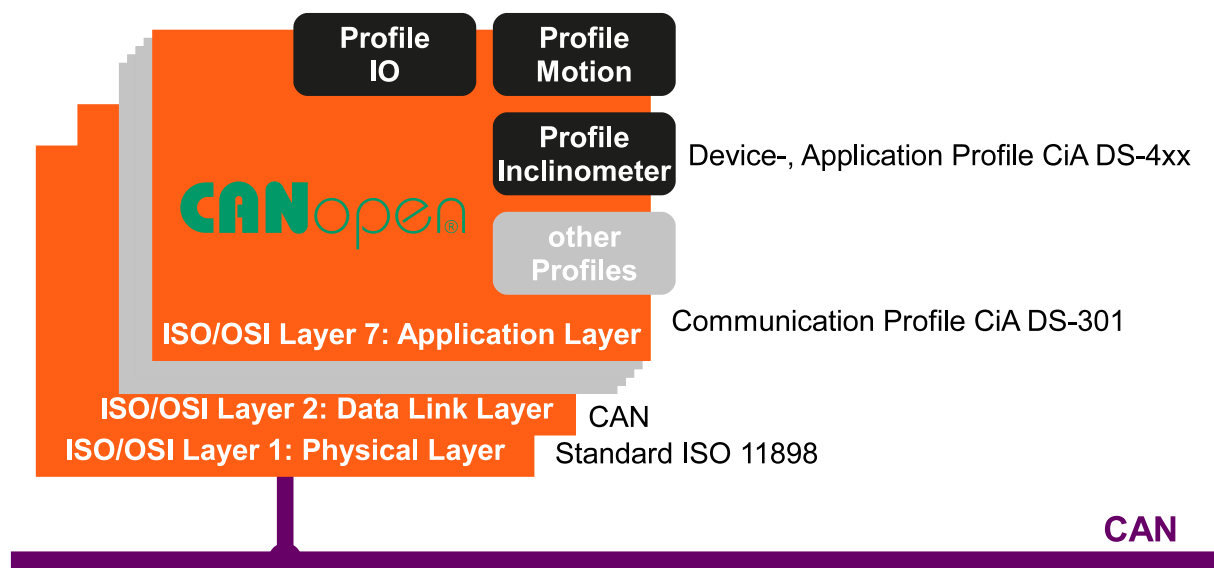 Profile
IO
Profile
Motion
Profile
Inclinometer
Device-, Application Profile CiA DS-4xx
CANopen®
other
Profiles
ISO/OSI Layer 7: Application Layer
Communication Profile CiA DS-301
ISO/OSI Layer 2: Data Link Layer
CAN
ISO/OSI Layer 1: Physical Layer
Standard ISO 11898
CAN